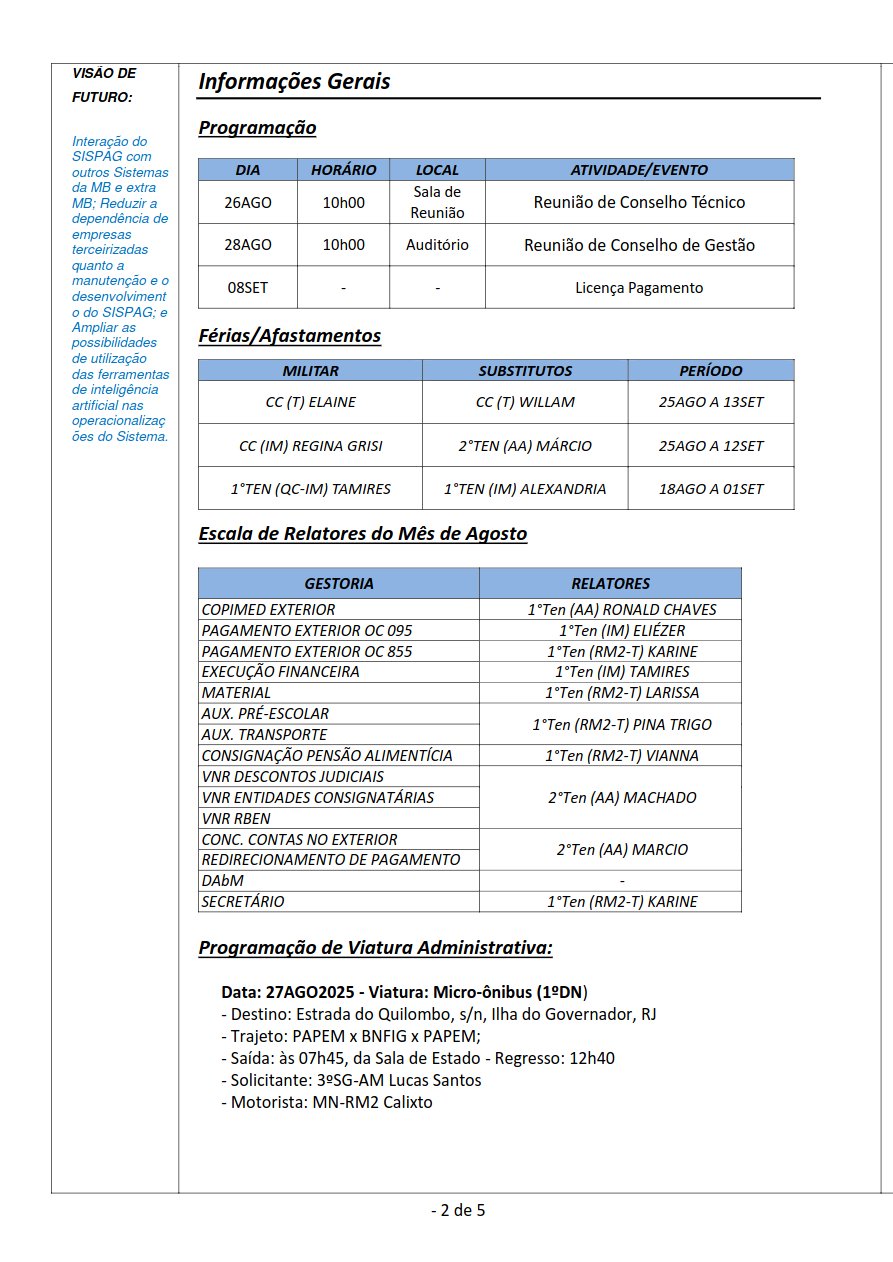 VISÃO DE
FUTURO:
Interação do
SISPAG com
outros Sistemas
da MB e extra
MB; Reduzir a
dependência de
empresas
terceirizadas
quanto a
manutenção e o
desenvolviment
o do SISPAG; e
Ampliar as
possibilidades
de utilização
das ferramentas
de inteligência
artificial nas
operacionalizaç
ões do Sistema.
Informações Gerais
Programação
DIA HORÁRIO LOCAL ATIVIDADE/EVENTO
26AGO 10h00 Sala de Reunião Reunião de Conselho Técnico
28AGO 10h00 Auditório Reunião de Conselho de Gestão
08SET - - Licença Pagamento
Férias/Afastamentos
MILITAR SUBSTITUTOS PERÍODO
CC (T) ELAINE CC (T) WILLAM 25AGO A 13SET
CC (IM) REGINA GRISI 2°TEN (AA) MÁRCIO 25AGO A 12SET
1°TEN (QC-IM) TAMIRES 1°TEN (IM) ALEXANDRIA 18AGO A 01SET
Escala de Relatores do Mês de Agosto
GESTORIA RELATORES
COPIMED EXTERIOR 1°Ten (AA) RONALD CHAVES
PAGAMENTO EXTERIOR OC 095 1°Ten (IM) ELIÉZER
PAGAMENTO EXTERIOR OC 855 1°Ten (RM2-T) KARINE
EXECUÇÃO FINANCEIRA 1°Ten (IM) TAMIRES
MATERIAL 1°Ten (RM2-T) LARISSA
AUX. PRÉ-ESCOLAR
AUX. TRANSPORTE
1°Ten (RM2-T) PINA TRIGO
CONSIGNAÇÃO PENSÃO ALIMENTÍCIA 1°Ten (RM2-T) VIANNA
VNR DESCONTOS JUDICIAIS
VNR ENTIDADES CONSIGNATÁRIAS
VNR RBEN
2°Ten (AA) MACHADO
CONC. CONTAS NO EXTERIOR
REDIRECIONAMENTO DE PAGAMENTO
2°Ten (AA) MARCIO
DAbM -
SECRETÁRIO 1°Ten (RM2-T) KARINE
Programação de Viatura Administrativa:
Data: 27AGO2025 - Viatura: Micro-ônibus (1ºDN)
- Destino: Estrada do Quilombo, s/n, Ilha do Governador, RJ
- Trajeto: PAPEM x BNFIG x PAPEM;
- Saída: às 07h45, da Sala de Estado - Regresso: 12h40
- Solicitante: 3ºSG-AM Lucas Santos
- Motorista: MN-RM2 Calixto
- 2 de 5